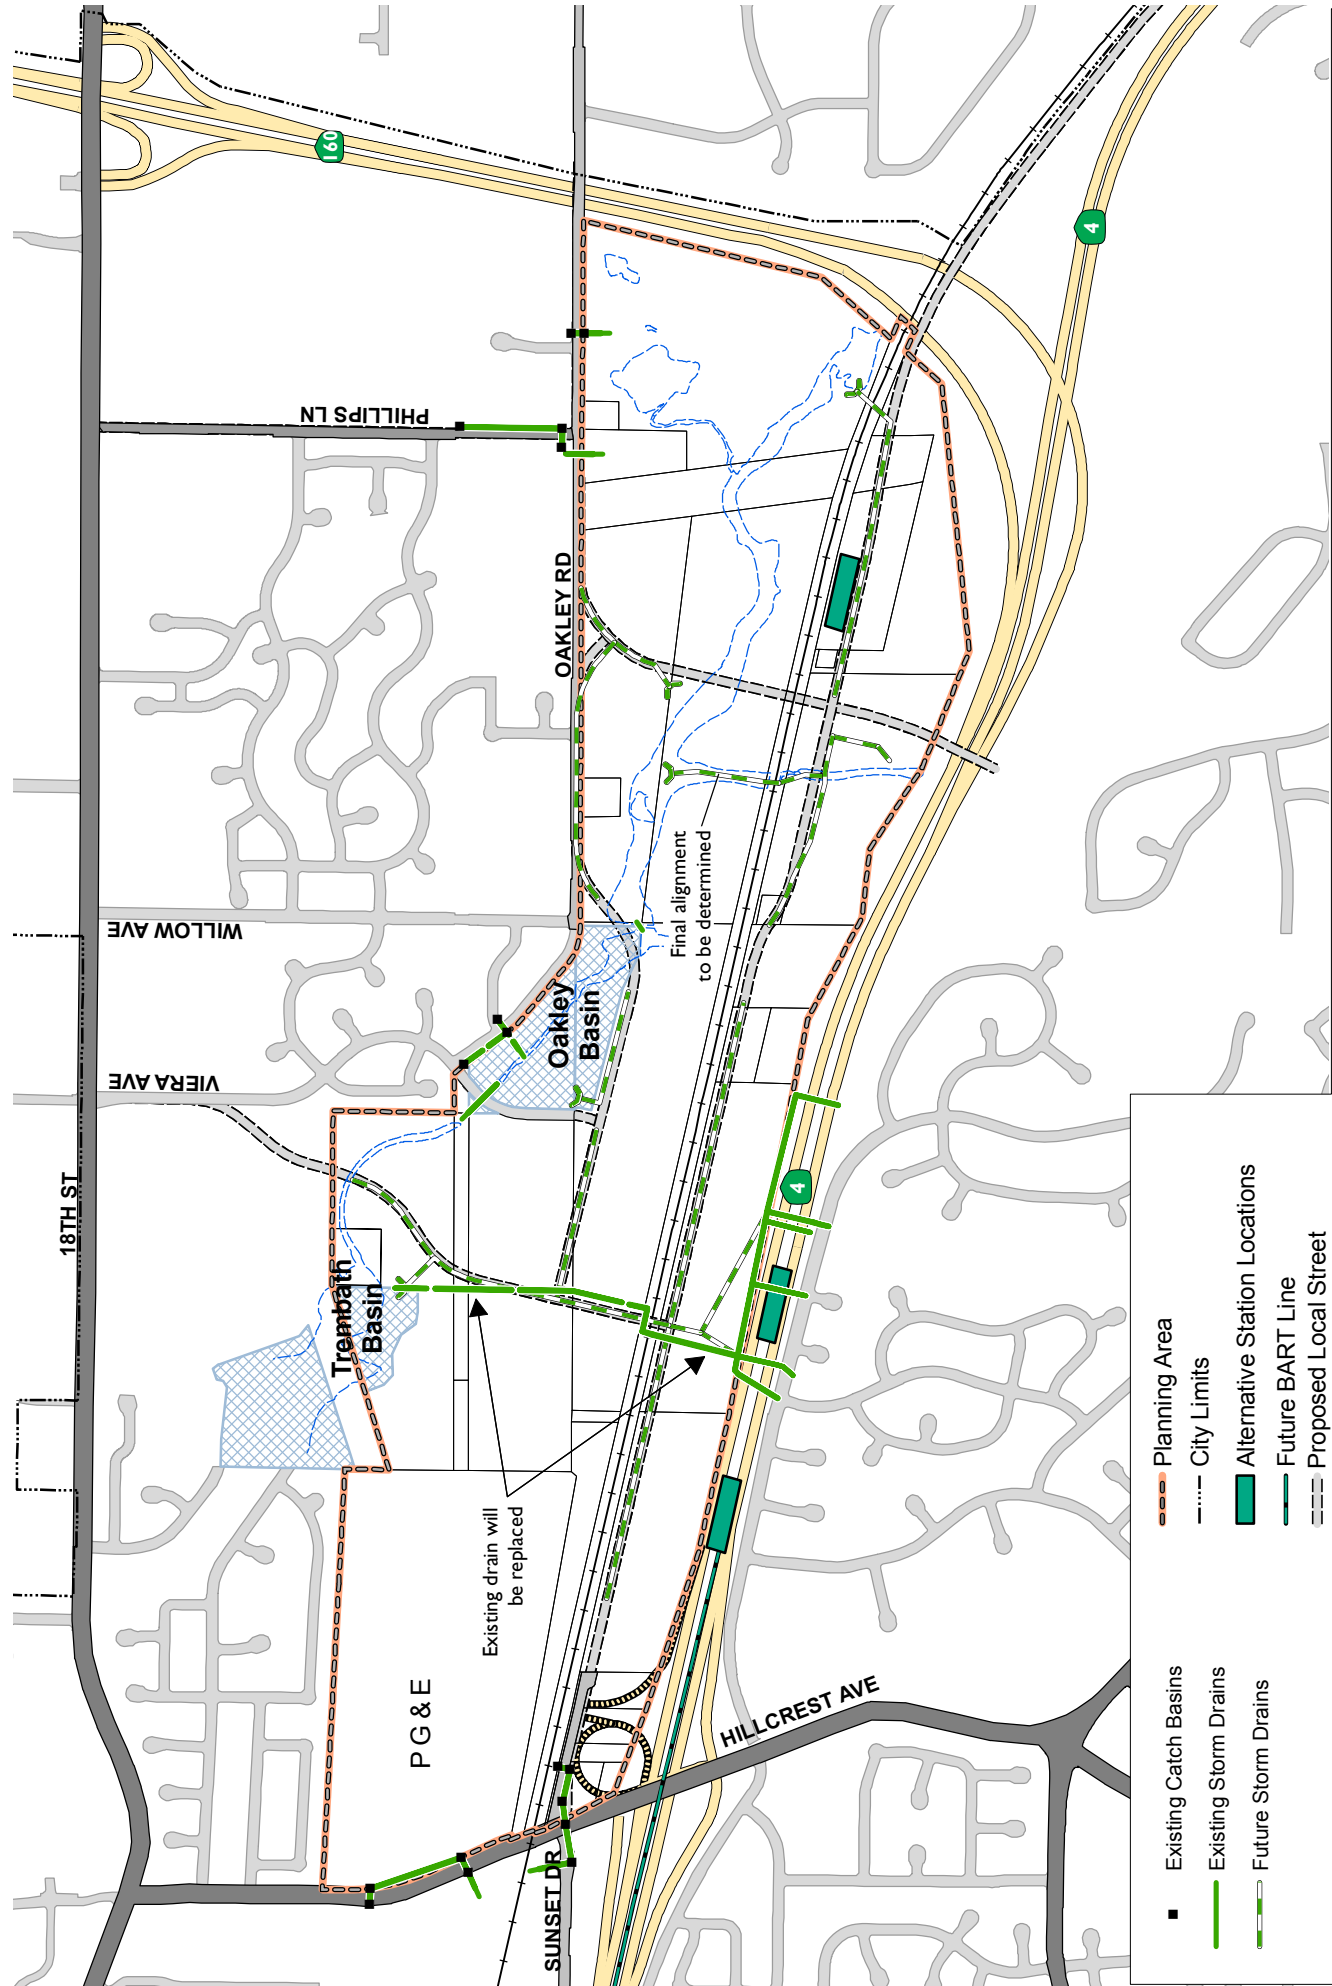 160
4
PHILLIPS LN
OAKLEY RD
WILLOW AVE
VIERA AVE
18TH ST
Oakley
Basin
Trembath
Basin
Final alignment
to be determined
4
Existing drain will
be replaced
PG&E
HILLCREST AVE
SUNSET DR
Existing Catch Basins
Existing Storm Drains
Future Storm Drains
Planning Area
City Limits
Alternative Station Locations
Future BART Line
Proposed Local Street